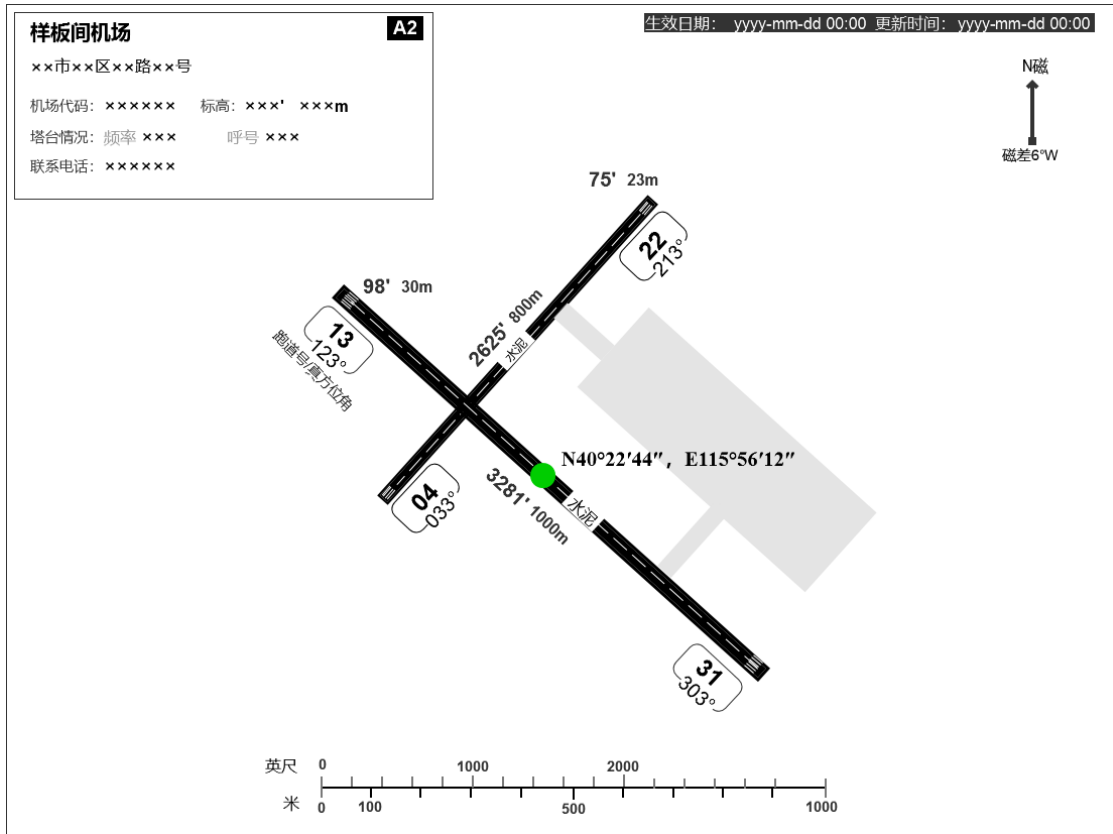 样板间机场
A2
××市××区××路××号
机场代码： ×××××× 标高：×××' ×××m
塔台情况： 频率 ××× 呼号 ×××
联系电话： ××××××
生效日期： yyyy-mm-dd 00:00 更新时间： yyyy-mm-dd 00:00
N磁
磁差6°W
75' 23m
22
213°
98' 30m
13
123°
跑道号/真方位角
2625' 800m
水泥
04
033°
N40°22′44″， E115°56′12″
3281' 1000m
水泥
31
303°
英尺 0 1000 2000
米 0 100 500 1000